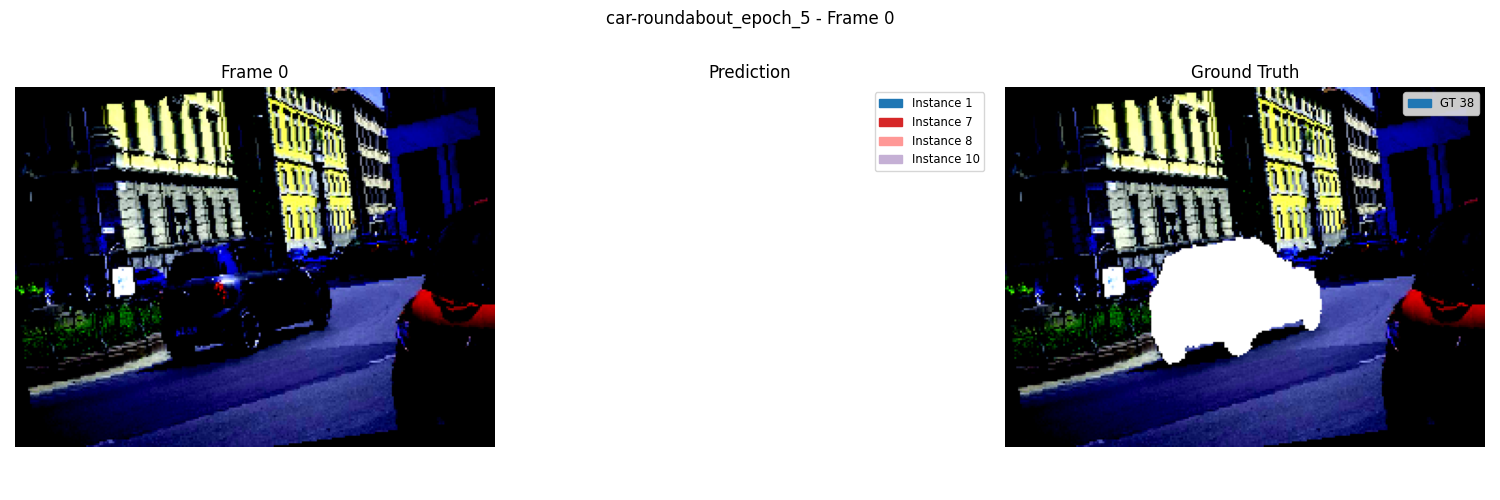 car-roundabout_epoch_5 - Frame 0
Frame 0
Prediction
Ground Truth
Instance 1
Instance 7
Instance 8
Instance 10
GT 38